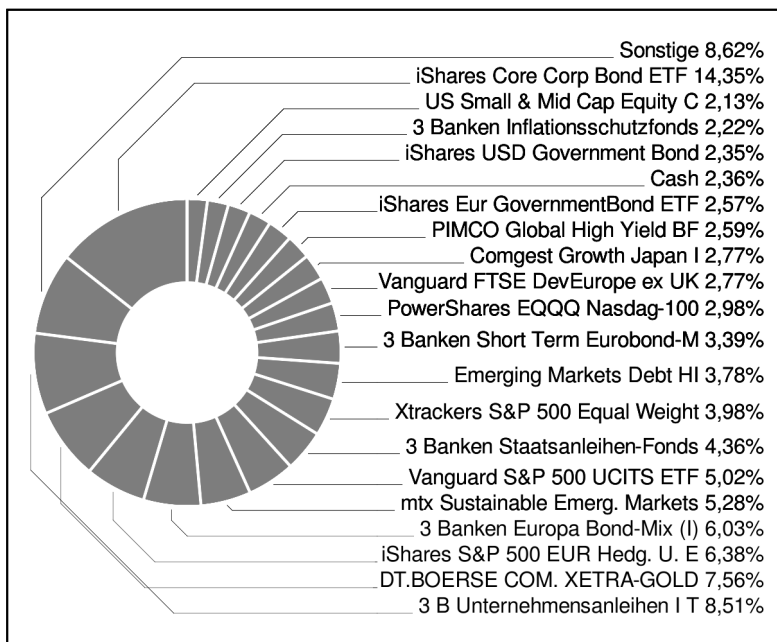 Sonstige 8,62%
iShares Core Corp Bond ETF 14,35%
US Small & Mid Cap Equity C 2,13%
3 Banken Inflationsschutzfonds 2,22%
iShares USD Government Bond 2,35%
Cash 2,36%
iShares Eur GovernmentBond ETF 2,57%
PIMCO Global High Yield BF 2,59%
Comgest Growth Japan I 2,77%
Vanguard FTSE DevEurope ex UK 2,77%
PowerShares EQQQ Nasdag-100 2,98%
3 Banken Short Term Eurobond-M 3,39%
Emerging Markets Debt HI 3,78%
Xtrackers S&P 500 Equal Weight 3,98%
3 Banken Staatsanleihen-Fonds 4,36%
Vanguard S&P 500 UCITS ETF 5,02%
mtx Sustainable Emerg. Markets 5,28%
3 Banken Europa Bond-Mix (I) 6,03%
iShares S&P 500 EUR Hedg. U. E 6,38%
DT.BOERSE COM. XETRA-GOLD 7,56%
3 B Unternehmensanleihen I T 8,51%